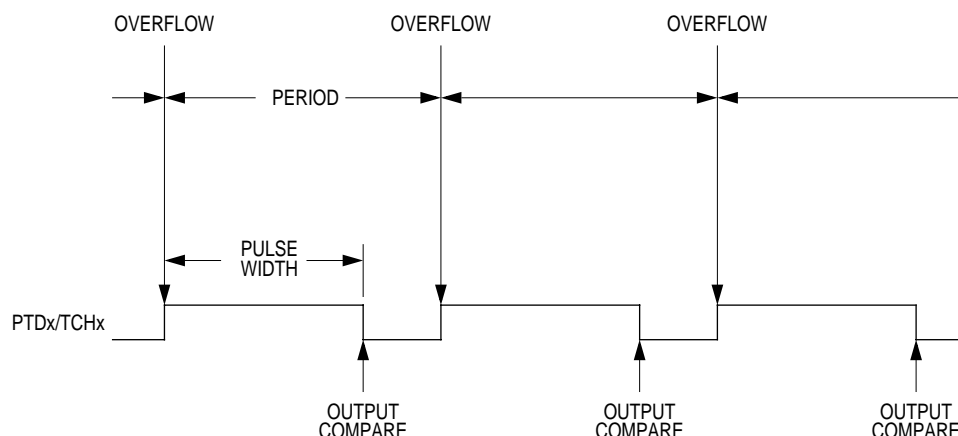 OVERFLOW OVERFLOW OVERFLOW
PERIOD
PULSE
WIDTH
PTDx/TCHx
OUTPUT
COMPARE
OUTPUT
COMPARE
OUTPUT
COMPARE